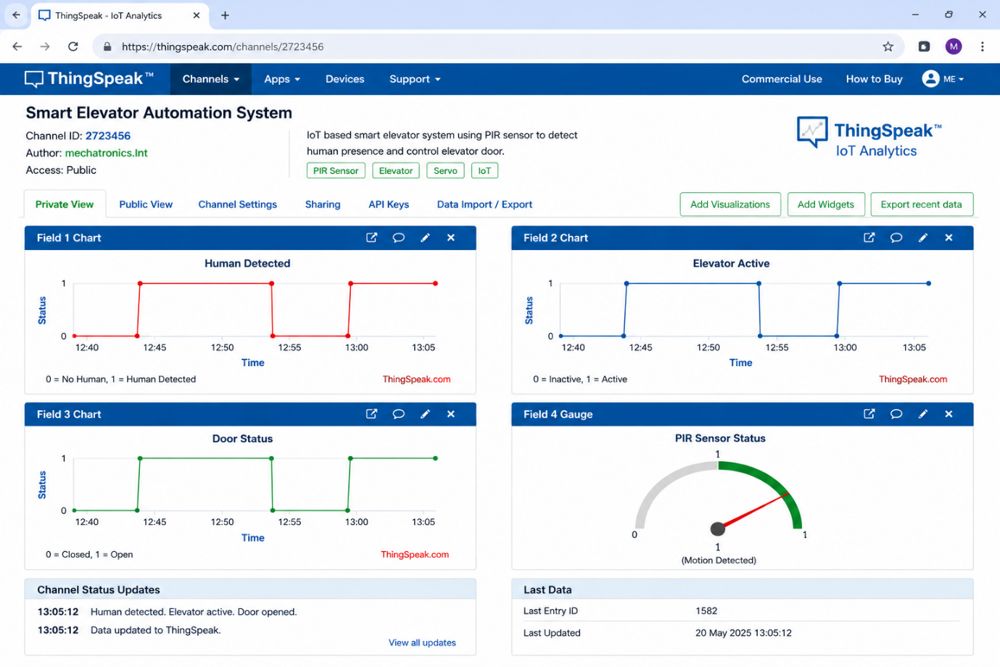 ThingSpeak - IoT Analytics
https://thingspeak.com/channels/2723456
M
ThingSpeak™
Channels
Apps
Devices
Support
Commercial Use
How to Buy
ME
Smart Elevator Automation System
Channel ID: 2723456
Author: mechatronics.Int
Access: Public
IoT based smart elevator system using PIR sensor to detect
human presence and control elevator door.
PIR Sensor
Elevator
Servo
IoT
ThingSpeak™
IoT Analytics
Private View
Public View
Channel Settings
Sharing
API Keys
Data Import / Export
Add Visualizations
Add Widgets
Export recent data
Field 1 Chart
Human Detected
Status
1
0
12:40 12:45 12:50 12:55 13:00 13:05
Time
0 = No Human, 1 = Human Detected
ThingSpeak.com
Field 2 Chart
Elevator Active
Status
1
0
12:40 12:45 12:50 12:55 13:00 13:05
Time
0 = Inactive, 1 = Active
ThingSpeak.com
Field 3 Chart
Door Status
Status
1
0
12:40 12:45 12:50 12:55 13:00 13:05
Time
0 = Closed, 1 = Open
ThingSpeak.com
Field 4 Gauge
PIR Sensor Status
1
0
1
1
(Motion Detected)
Channel Status Updates
13:05:12 Human detected. Elevator active. Door opened.
13:05:12 Data updated to ThingSpeak.
View all updates
Last Data
Last Entry ID 1582
Last Updated 20 May 2025 13:05:12